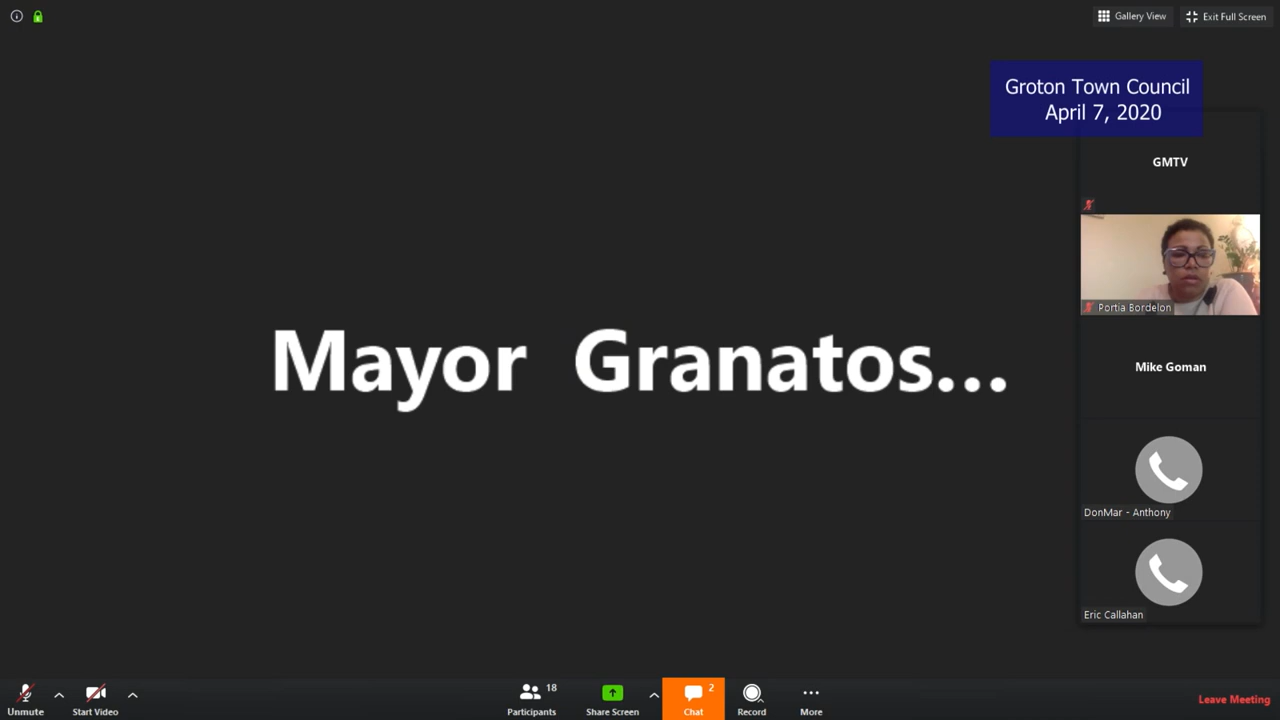 Gallery View
Exit Full Screen
Groton Town Council
April 7, 2020
GMTV
Portia Bordelon
Mayor Granatos...
Mike Goman
DonMar - Anthony
Eric Callahan
Unmute
Start Video
18
Participants
Share Screen
2
Chat
Record
More
Leave Meeting